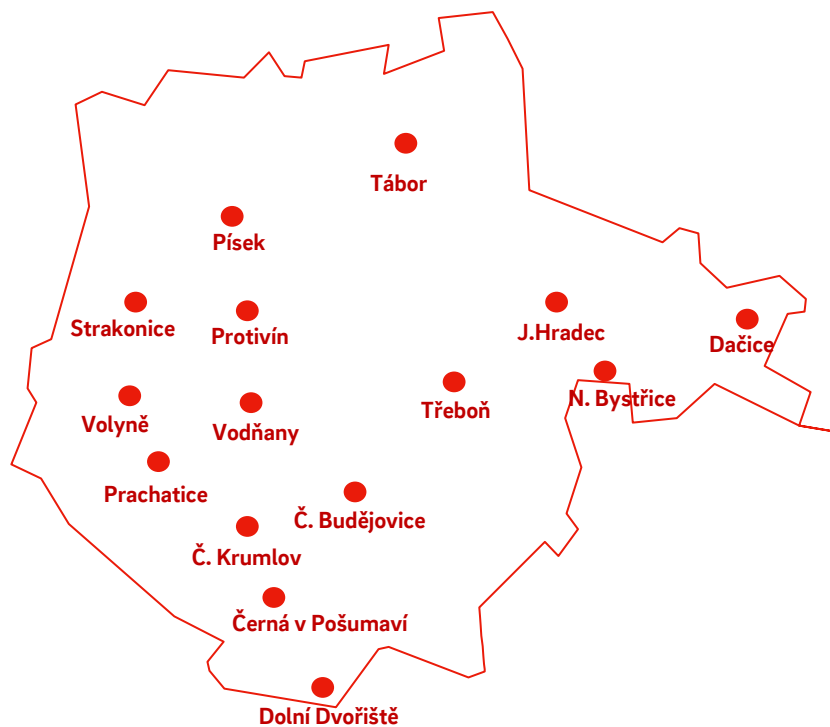 Tábor
Písek
Strakonice
Protivín
J.Hradec
Dačice
Volyně
Vodňany
Třeboň
N. Bystřice
Prachatice
Č. Budějovice
Č. Krumlov
Černá v Pošumaví
Dolní Dvořiště